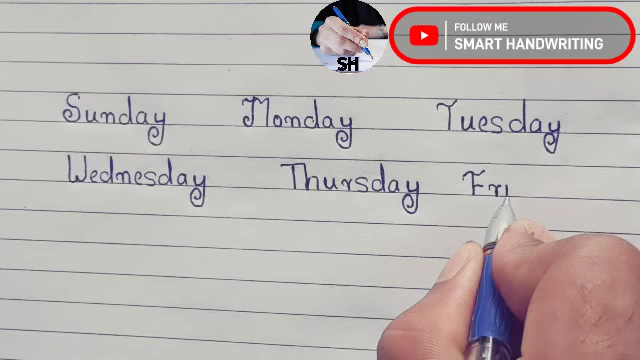 FOLLOW ME
SMART HANDWRITING
SH
Sunday Monday Tuesday
Wednesday Thursday Fri